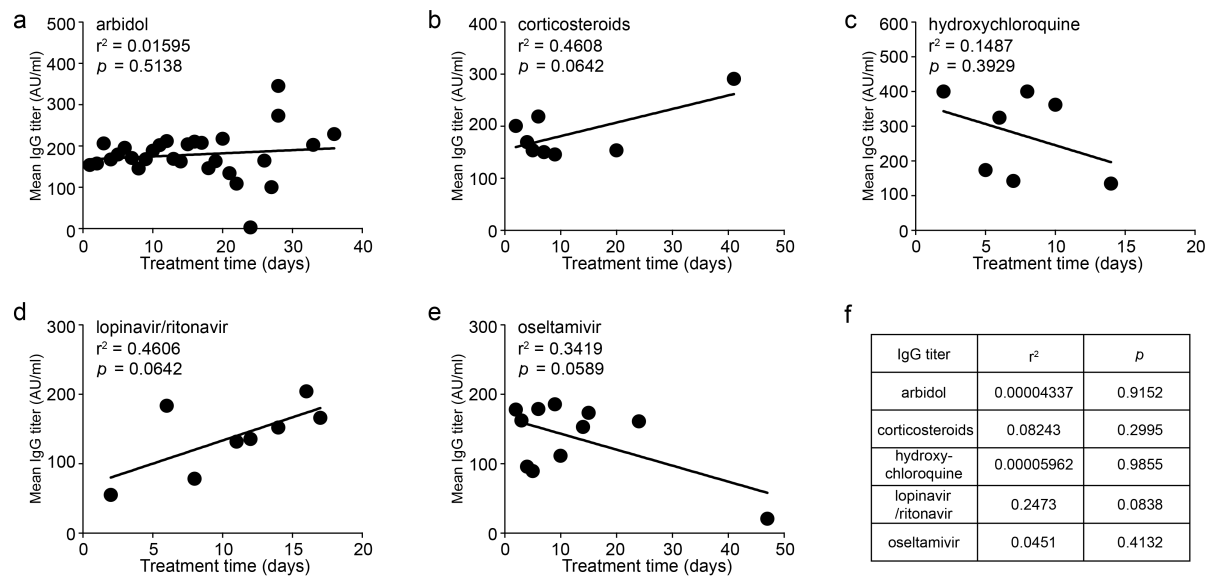 a
arbidol
r² = 0.01595
p = 0.5138
Mean IgG titer (AU/ml)
500
400
300
200
100
0
0 10 20 30 40
Treatment time (days)
b
corticosteroids
r² = 0.4608
p = 0.0642
Mean IgG titer (AU/ml)
400
300
200
100
0
0 10 20 30 40 50
Treatment time (days)
c
hydroxychloroquine
r² = 0.1487
p = 0.3929
Mean IgG titer (AU/ml)
600
500
400
300
200
100
0
5 10 15 20
Treatment time (days)
d
lopinavir/ritonavir
r² = 0.4606
p = 0.0642
Mean IgG titer (AU/ml)
300
200
100
0
0 5 10 15 20
Treatment time (days)
e
oseltamivir
r² = 0.3419
p = 0.0589
Mean IgG titer (AU/ml)
300
200
100
0
0 10 20 30 40 50
Treatment time (days)
f
IgG titer r² p
arbidol 0.00004337 0.9152
corticosteroids 0.08243 0.2995
hydroxy-
chloroquine 0.00005962 0.9855
lopinavir
/ritonavir 0.2473 0.0838
oseltamivir 0.0451 0.4132